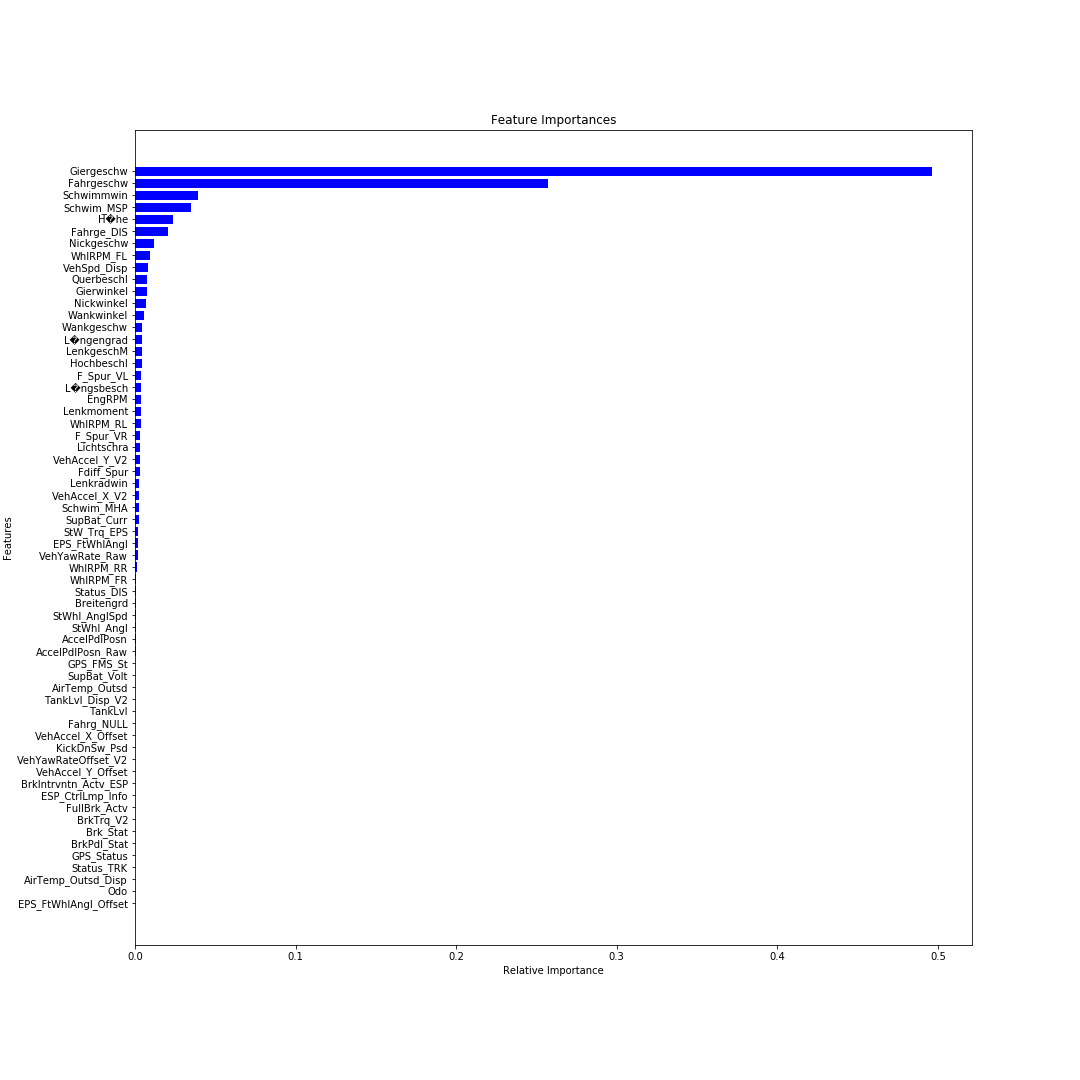 Feature Importances
Giergeschw
Fahrgeschw
Schwimmwin
Schwim_MSP
H�he
Fahrge_DIS
Nickgeschw
WhlRPM_FL
VehSpd_Disp
Querbeschl
Gierwinkel
Nickwinkel
Wankwinkel
Wankgeschw
L�ngengrad
LenkgeschM
Hochbeschl
F_Spur_VL
L�ngsbesch
EngRPM
Lenkmoment
WhlRPM_RL
F_Spur_VR
Lichtschra
VehAccel_Y_V2
Fdiff_Spur
Lenkradwin
VehAccel_X_V2
Schwim_MHA
SupBat_Curr
StW_Trq_EPS
EPS_FtWhlAngl
VehYawRate_Raw
WhlRPM_RR
WhlRPM_FR
Status_DIS
Breitengrd
StWhl_AnglSpd
StWhl_Angl
AccelPdlPosn
AccelPdlPosn_Raw
GPS_FMS_St
SupBat_Volt
AirTemp_Outsd
TankLvl_Disp_V2
TankLvl
Fahrg_NULL
VehAccel_X_Offset
KickDnSw_Psd
VehYawRateOffset_V2
VehAccel_Y_Offset
BrkIntrvntn_Actv_ESP
ESP_CtrlLmp_Info
FullBrk_Actv
BrkTrq_V2
Brk_Stat
BrkPdl_Stat
GPS_Status
Status_TRK
AirTemp_Outsd_Disp
Odo
EPS_FtWhlAngl_Offset
Features
0.0 0.1 0.2 0.3 0.4 0.5
Relative Importance